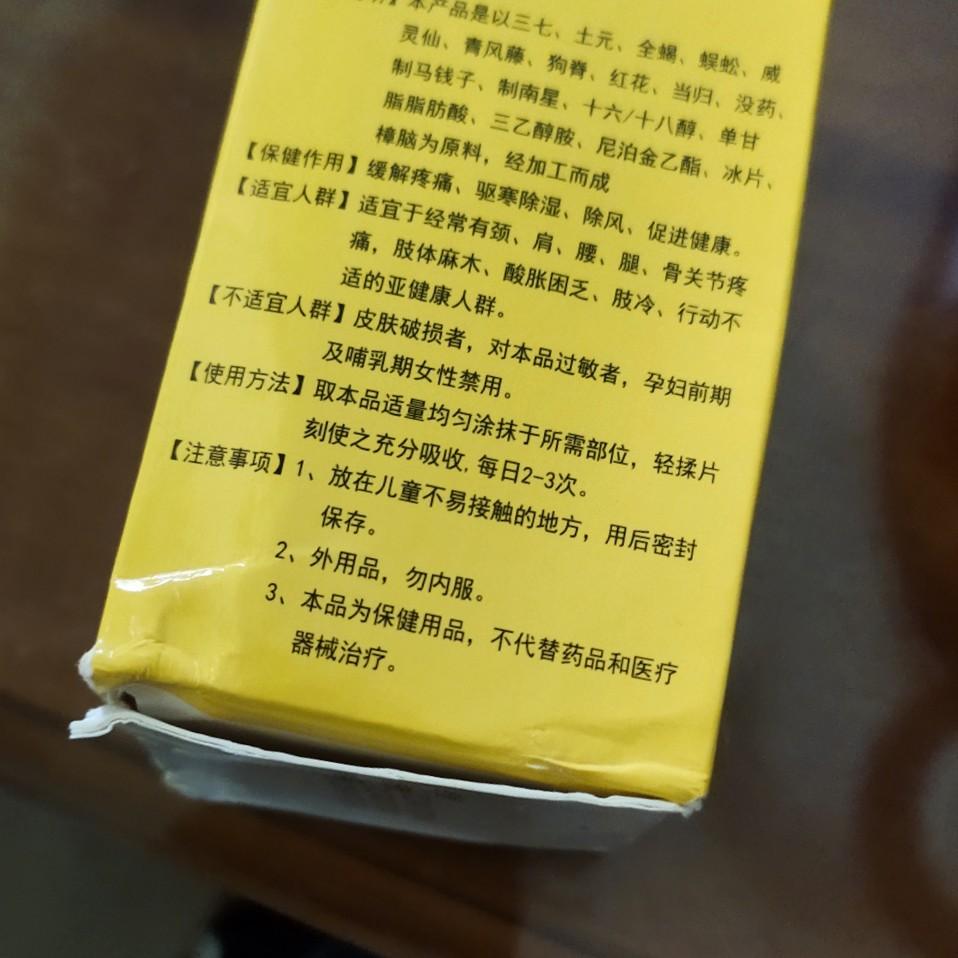 】本产品是以三七、土元、全蝎、蜈蚣、威
灵仙、青风藤、狗脊、红花、当归、没药、
制马钱子、制南星、十六/十八醇、单甘
脂脂肪酸、三乙醇胺、尼泊金乙酯、冰片、
樟脑为原料，经加工而成
【保健作用】缓解疼痛、驱寒除湿、除风、促进健康。
【适宜人群】适宜于经常有颈、肩、腰、腿、骨关节疼
痛，肢体麻木、酸胀困乏、肢冷、行动不
适的亚健康人群。
【不适宜人群】皮肤破损者，对本品过敏者，孕妇前期
及哺乳期女性禁用。
【使用方法】取本品适量均匀涂抹于所需部位，轻揉片
刻使之充分吸收,每日2-3次。
【注意事项】1、放在儿童不易接触的地方，用后密封
保存。
2、外用品，勿内服。
3、本品为保健用品，不代替药品和医疗
器械治疗。